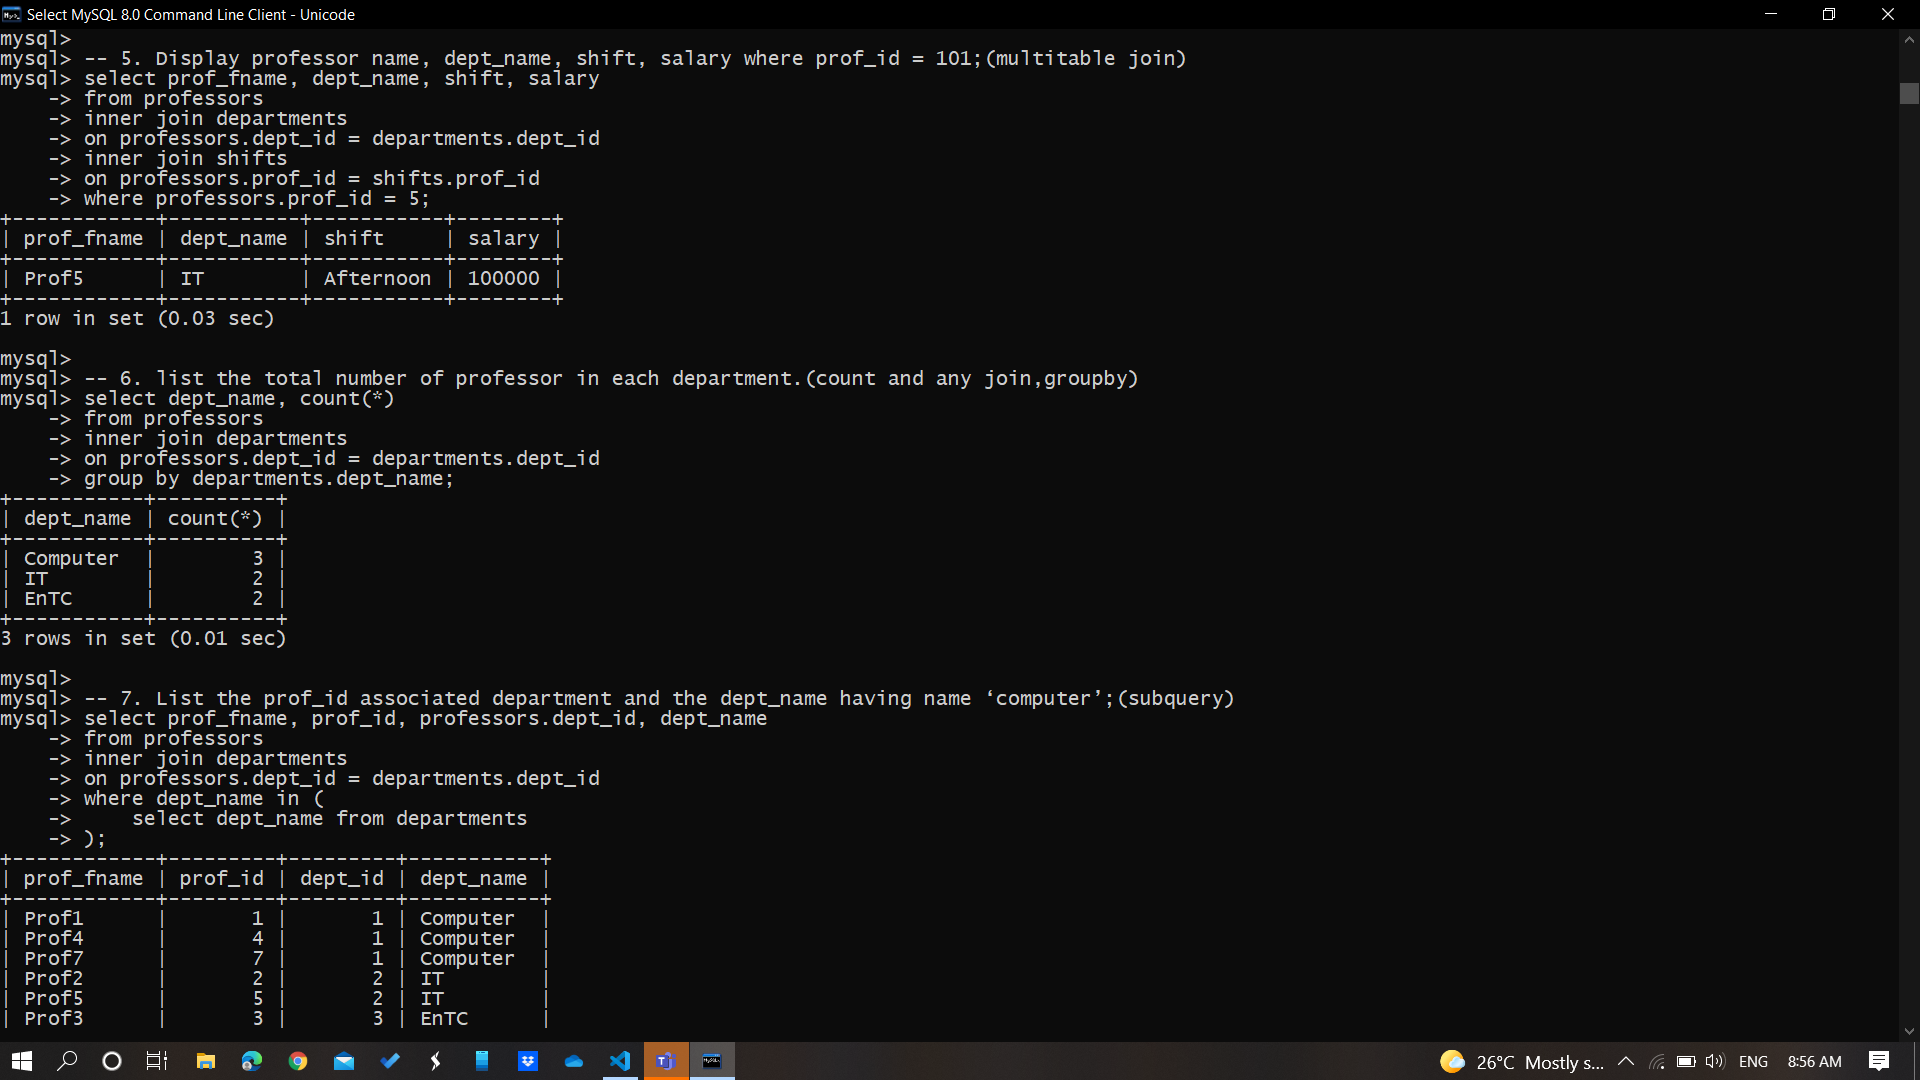 Select MySQL 8.0 Command Line Client - Unicode
mysql>
mysql> -- 5. Display professor name, dept_name, shift, salary where prof_id = 101;(multitable join)
mysql> select prof_fname, dept_name, shift, salary
    -> from professors
    -> inner join departments
    -> on professors.dept_id = departments.dept_id
    -> inner join shifts
    -> on professors.prof_id = shifts.prof_id
    -> where professors.prof_id = 5;
+------------+-----------+-----------+--------+
| prof_fname | dept_name | shift     | salary |
+------------+-----------+-----------+--------+
| Prof5      | IT        | Afternoon | 100000 |
+------------+-----------+-----------+--------+
1 row in set (0.03 sec)

mysql>
mysql> -- 6. list the total number of professor in each department.(count and any join,groupby)
mysql> select dept_name, count(*)
    -> from professors
    -> inner join departments
    -> on professors.dept_id = departments.dept_id
    -> group by departments.dept_name;
+-----------+----------+
| dept_name | count(*) |
+-----------+----------+
| Computer  |        3 |
| IT        |        2 |
| EnTC      |        2 |
+-----------+----------+
3 rows in set (0.01 sec)

mysql>
mysql> -- 7. List the prof_id associated department and the dept_name having name ‘computer’;(subquery)
mysql> select prof_fname, prof_id, professors.dept_id, dept_name
    -> from professors
    -> inner join departments
    -> on professors.dept_id = departments.dept_id
    -> where dept_name in (
    ->     select dept_name from departments
    -> );
+------------+---------+---------+-----------+
| prof_fname | prof_id | dept_id | dept_name |
+------------+---------+---------+-----------+
| Prof1      |       1 |       1 | Computer  |
| Prof4      |       4 |       1 | Computer  |
| Prof7      |       7 |       1 | Computer  |
| Prof2      |       2 |       2 | IT        |
| Prof5      |       5 |       2 | IT        |
| Prof3      |       3 |       3 | EnTC      |
26°C Mostly s... ENG 8:56 AM